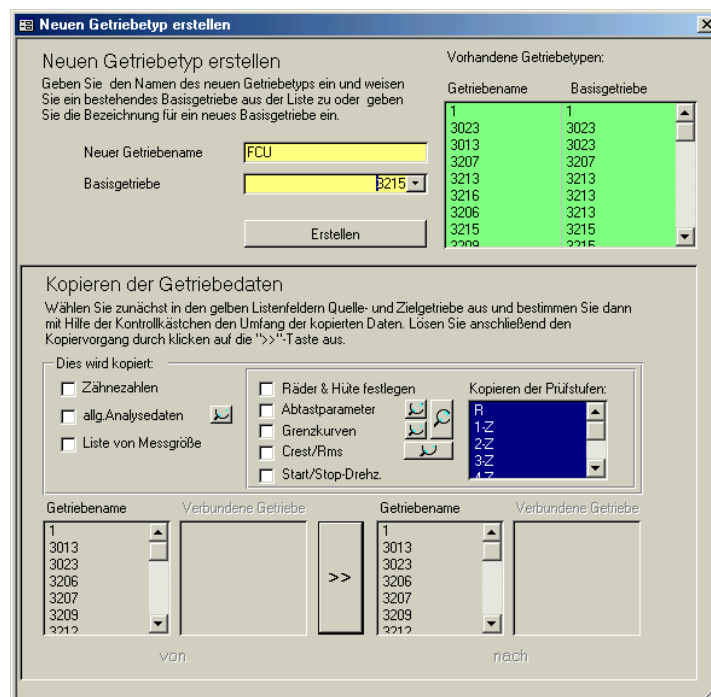 Neuen Getriebetyp erstellen
Neuen Getriebetyp erstellen
Geben Sie den Namen des neuen Getriebetyps ein und weisen
Sie ein bestehendes Basisgetriebe aus der Liste zu oder geben
Sie die Bezeichnung für ein neues Basisgetriebe ein.
Neuer Getriebename FCU
Basisgetriebe 3215
Erstellen
Vorhandene Getriebetypen:
Getriebename Basisgetriebe
1 1
3023 3023
3013 3023
3207 3207
3213 3213
3216 3213
3206 3213
3215 3215
3209 3215
Kopieren der Getriebedaten
Wählen Sie zunächst in den gelben Listenfeldern Quelle- und Zielgetriebe aus und bestimmen Sie dann
mit Hilfe der Kontrollkästchen den Umfang der kopierten Daten. Lösen Sie anschließend den
Kopiervorgang durch klicken auf die ">>"-Taste aus.
Dies wird kopiert:
Zähnezahlen
allg.Analysedaten
Liste von Messgröße
Räder & Hüte festlegen
Abtastparameter
Grenzkurven
Crest/Rms
Start/Stop-Drehz.
Kopieren der Prüfstufen:
R
1-Z
2-Z
3-Z
4-Z
Getriebename Verbundene Getriebe
1
3013
3023
3206
3207
3209
3212
von
>>
Getriebename Verbundene Getriebe
1
3013
3023
3206
3207
3209
3212
nach